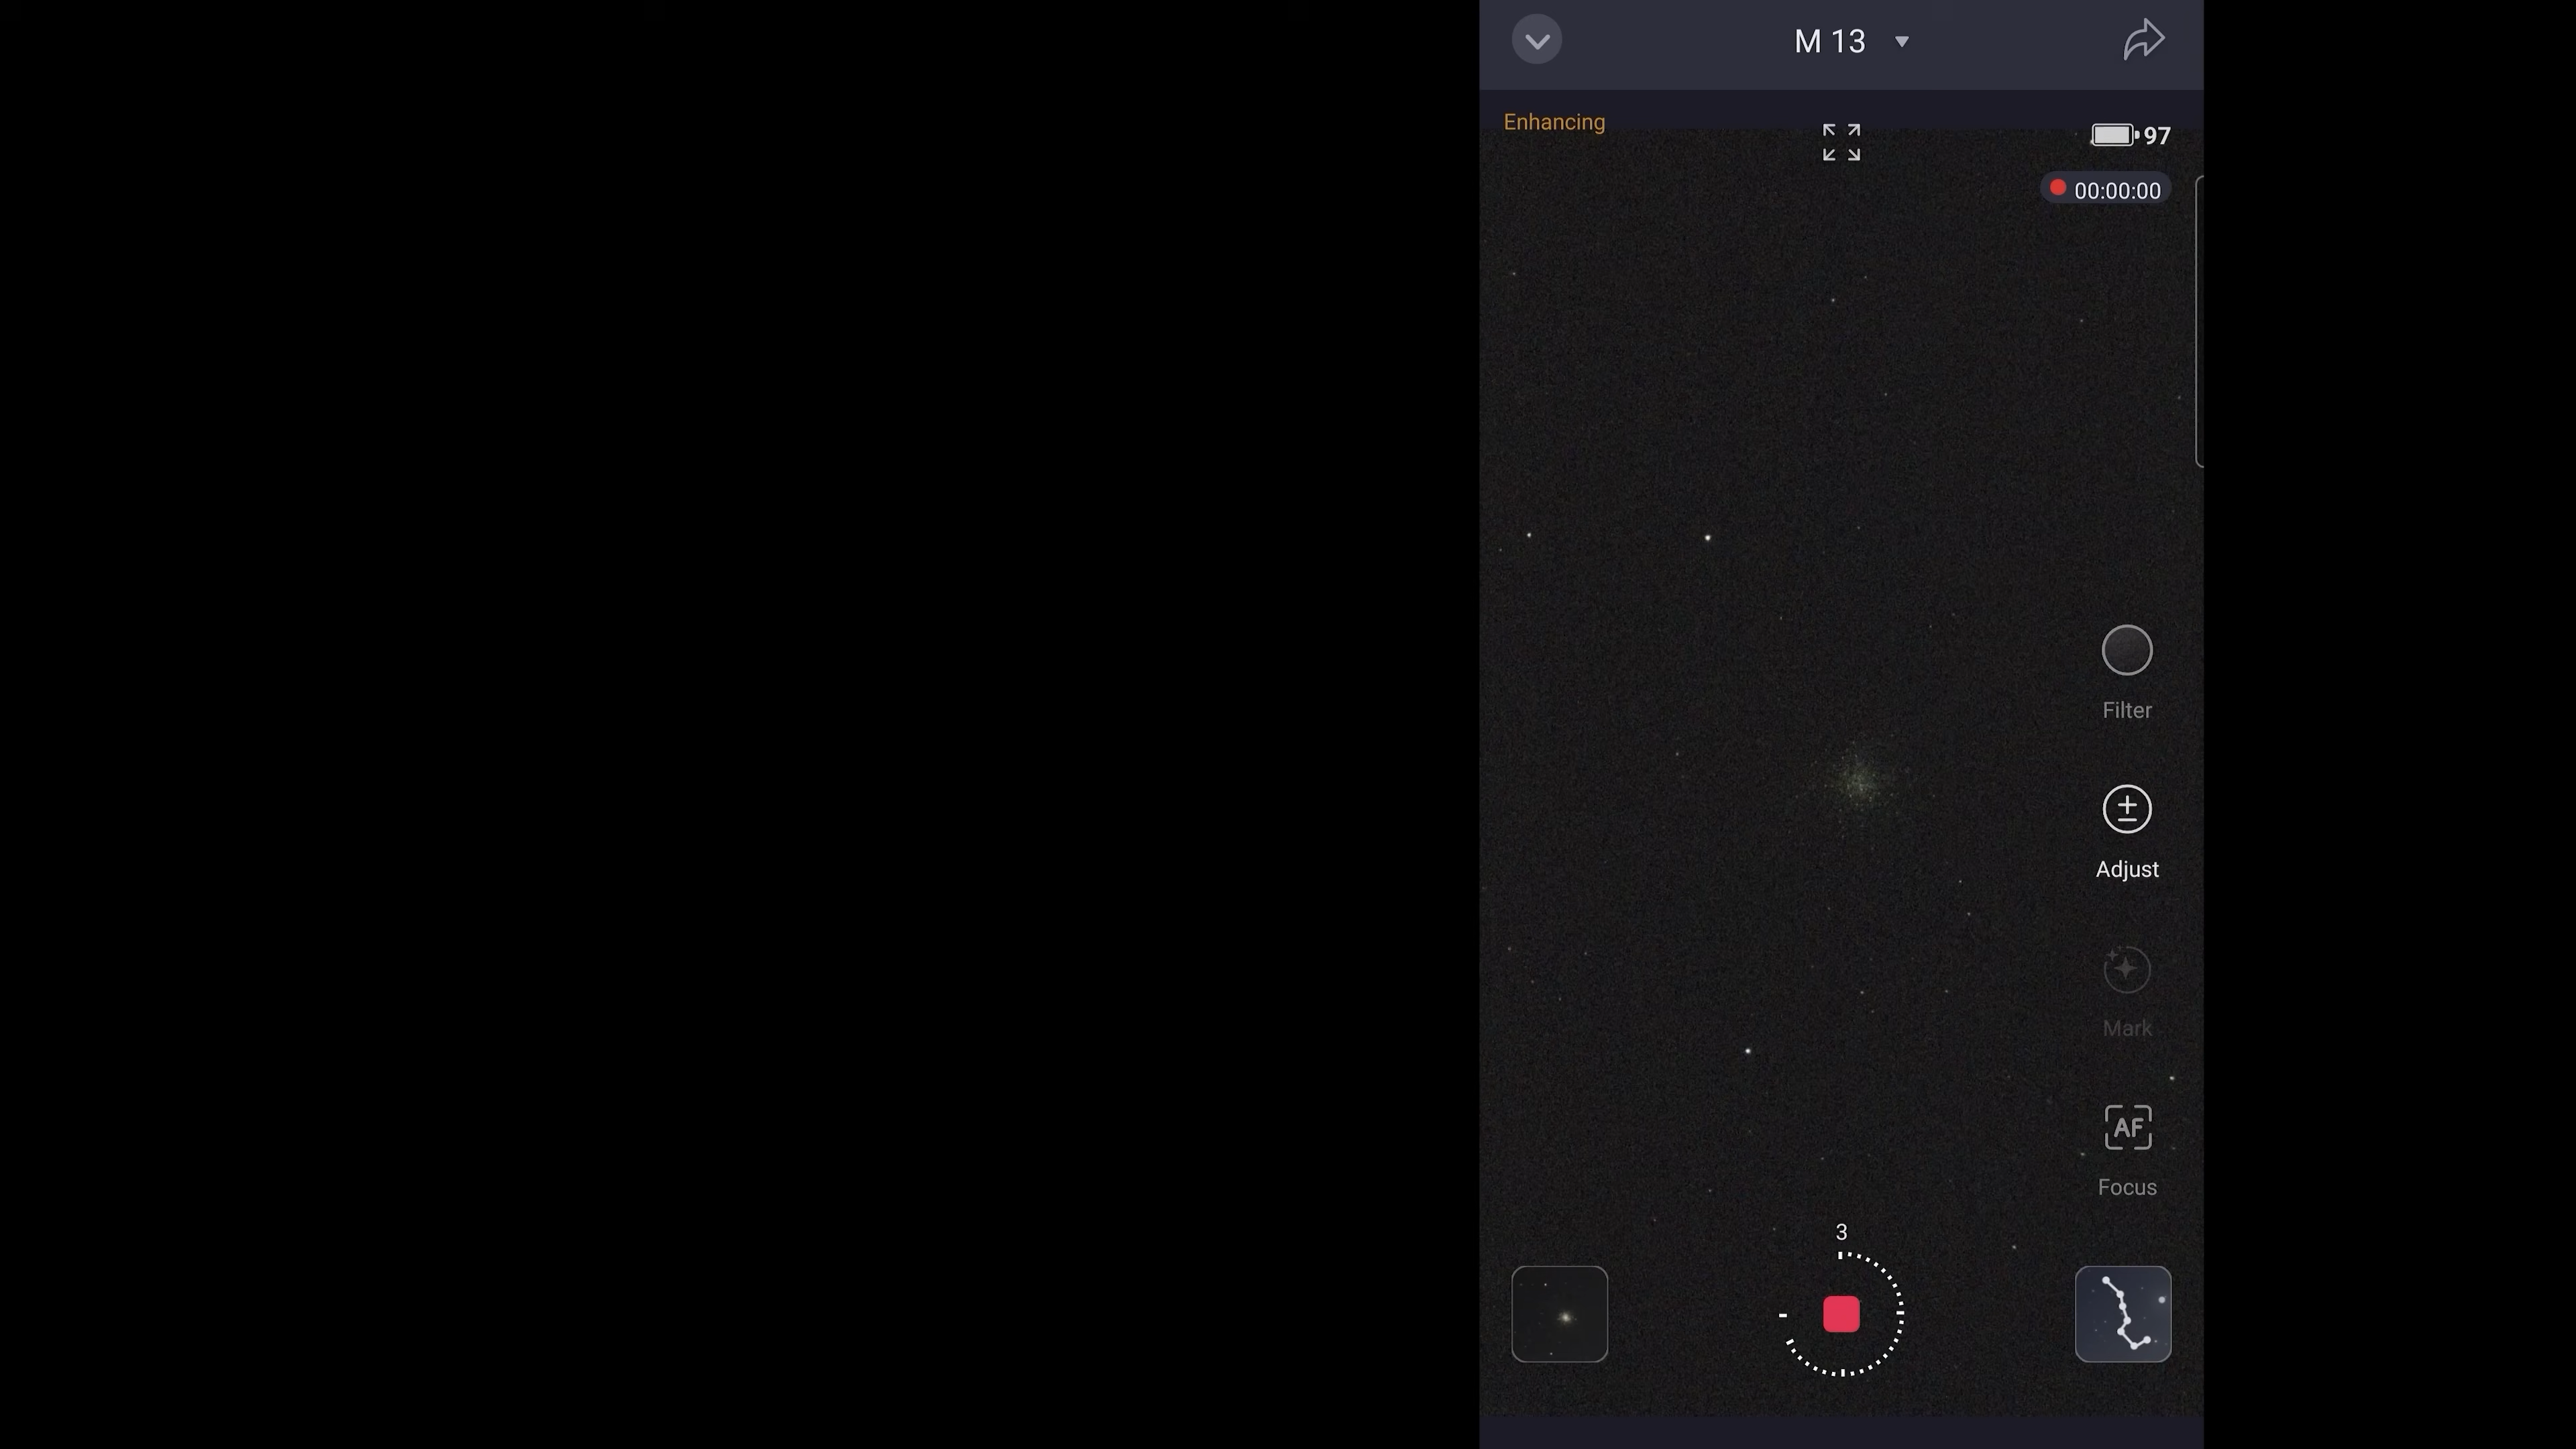 M 13
Enhancing
97
00:00:00
Filter
Adjust
Mark
AF
Focus
3